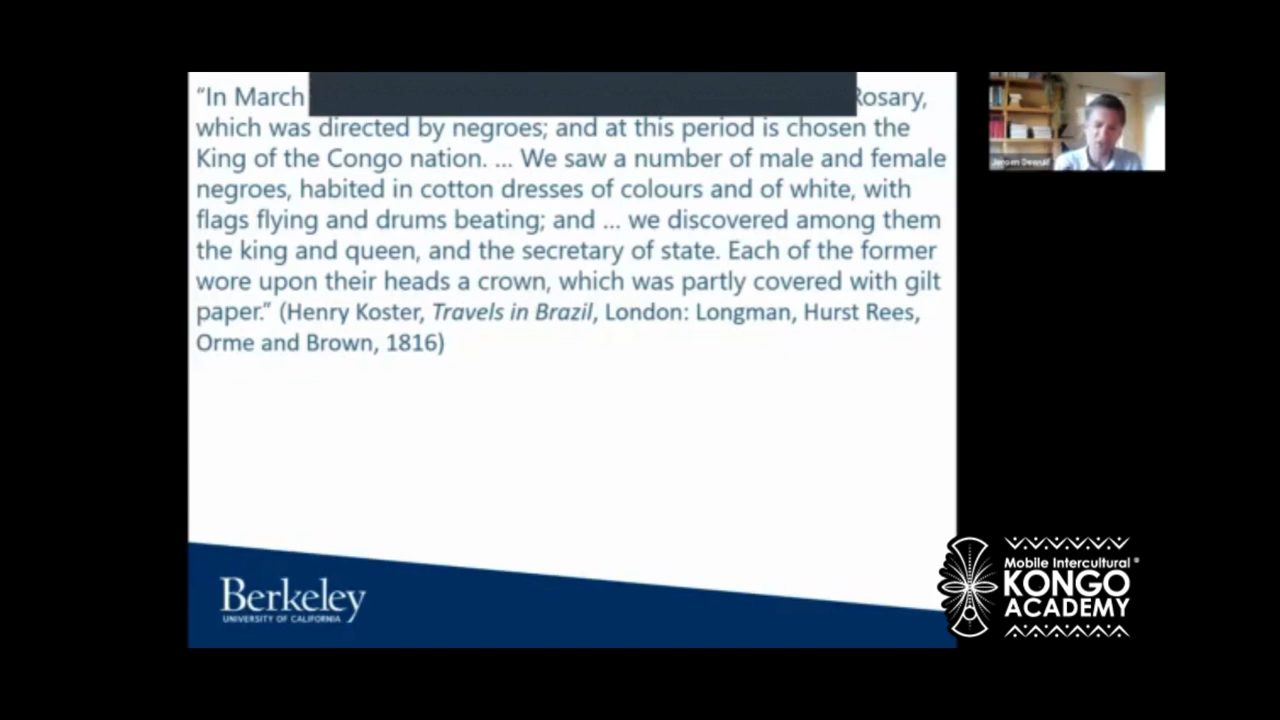 “In March Rosary,
which was directed by negroes; and at this period is chosen the
King of the Congo nation. ... We saw a number of male and female
negroes, habited in cotton dresses of colours and of white, with
flags flying and drums beating; and ... we discovered among them
the king and queen, and the secretary of state. Each of the former
wore upon their heads a crown, which was partly covered with gilt
paper.” (Henry Koster, Travels in Brazil, London: Longman, Hurst Rees,
Orme and Brown, 1816)
Jeroen Dewulf
Berkeley
UNIVERSITY OF CALIFORNIA
Mobile Intercultural ®
KONGO
ACADEMY